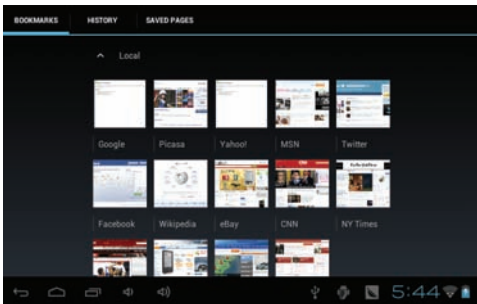 BOOKMARKS HISTORY SAVED PAGES
Local
Google Picasa Yahoo! MSN Twitter
Facebook Wikipedia eBay CNN NY Times
5:44